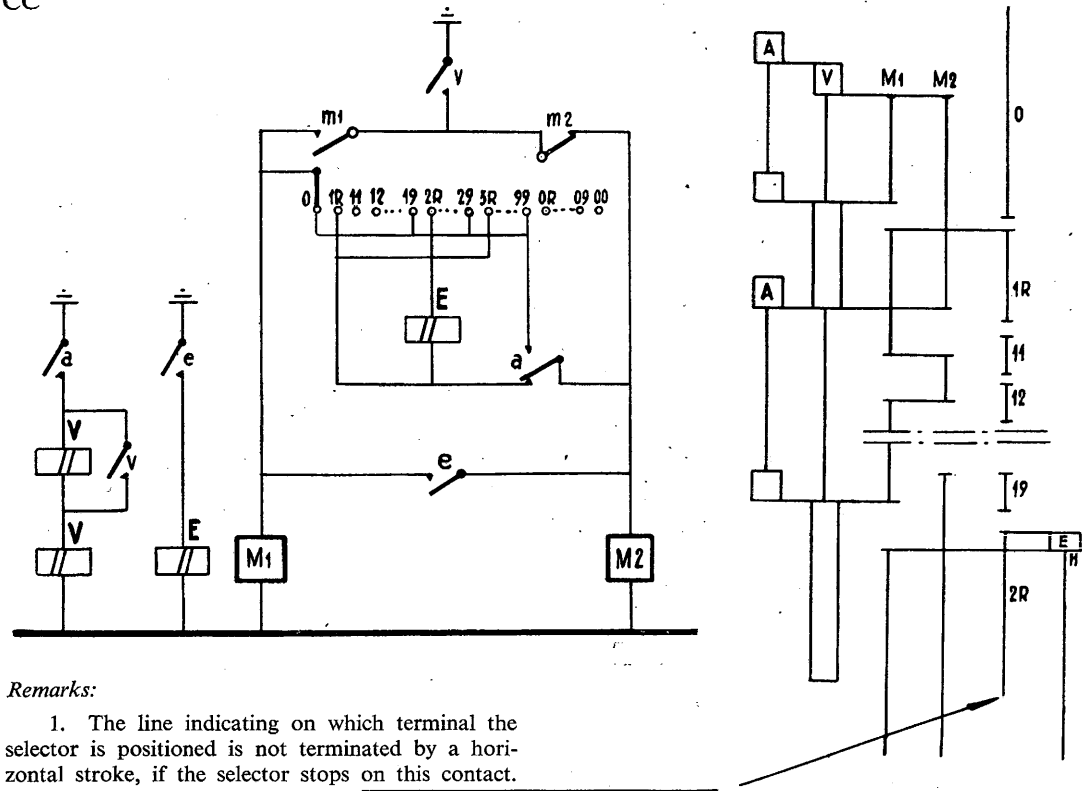 CC
V
m1
m2
0 1R 11 12 ... 19 2R ... 29 3R ... 99 0R ... 09 00
E
a
e
a
V
v
e
V
E
M1
M2
A
V
M1
M2
0
A
1R
11
12
19
E
H
2R
Remarks:
1. The line indicating on which terminal the
selector is positioned is not terminated by a hori-
zontal stroke, if the selector stops on this contact.